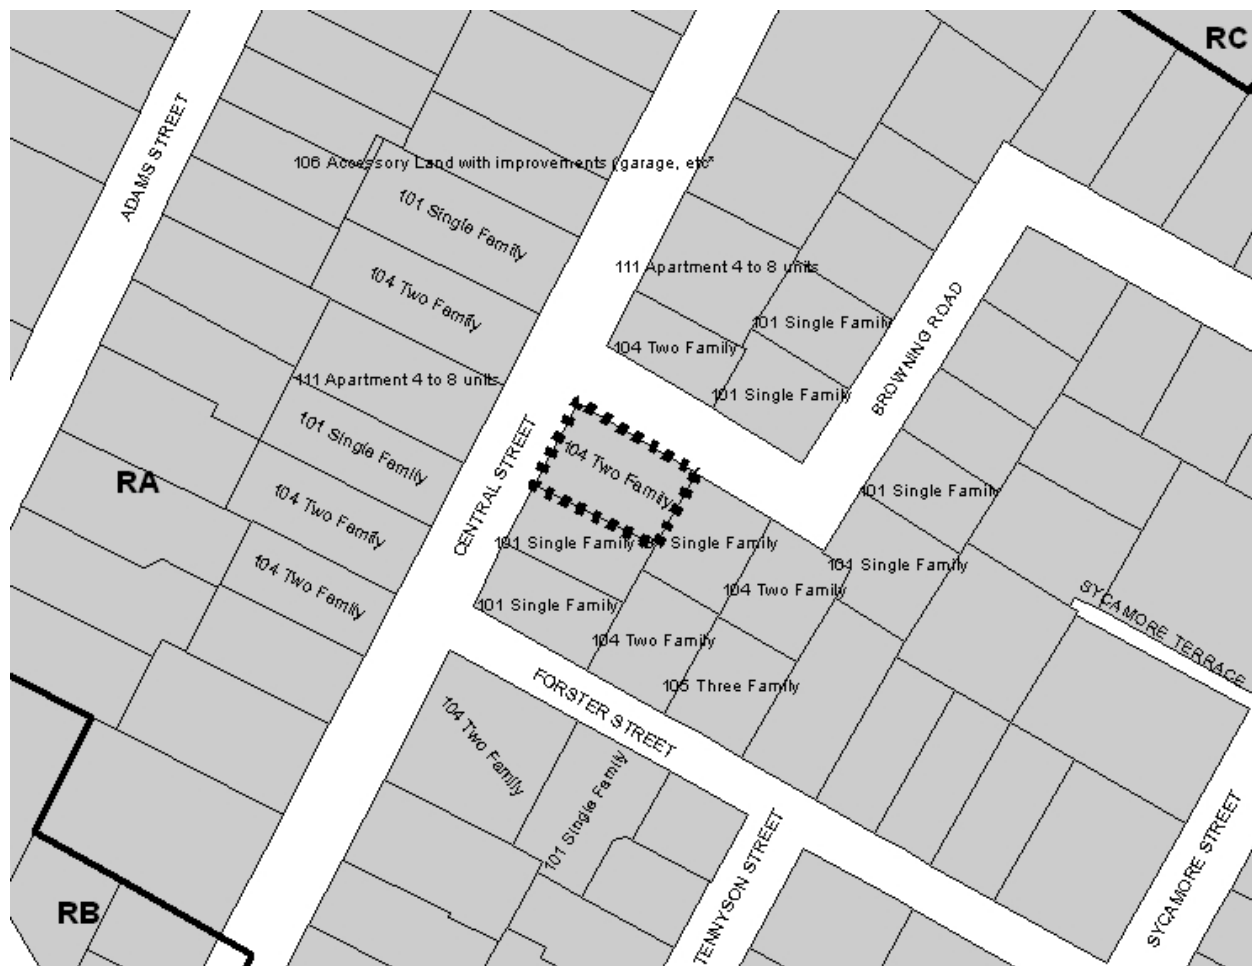 RC
ADAMS STREET
106 Accessory Land with improvements (garage, etc*
101 Single Family
104 Two Family
111 Apartment 4 to 8 units
101 Single Family
104 Two Family
BROWNING ROAD
111 Apartment 4 to 8 units
101 Single Family
101 Single Family
CENTRAL STREET
104 Two Family
RA
104 Two Family
101 Single Family
101 Single Family
Single Family
104 Two Family
101 Single Family
104 Two Family
101 Single Family
104 Two Family
SYCAMORE TERRACE
105 Three Family
FORSTER STREET
104 Two Family
101 Single Family
TENNYSON STREET
SYCAMORE STREET
RB